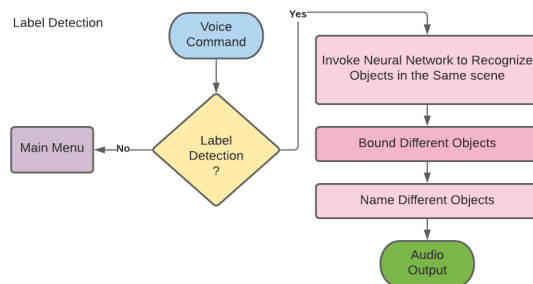 Label Detection
Voice
Command
Yes
Invoke Neural Network to Recognize
Objects in the Same scene
Label
Detection
?
No
Main Menu
Bound Different Objects
Name Different Objects
Audio
Output